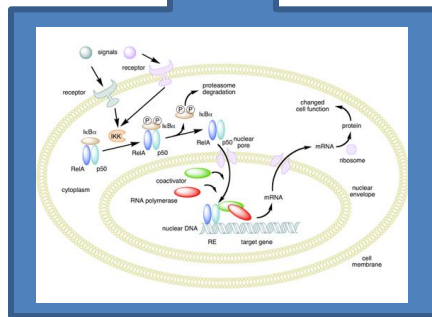 signals
receptor
receptor
proteasome
degradation
P P
IκBα
P P
IκBα
IκBα
IKK
RelA p50
RelA p50
RelA p50
nuclear
pore
changed
cell function
protein
mRNA
ribosome
cytoplasm
coactivator
RNA polymerase
mRNA
nuclear
envelope
nuclear DNA
RE
target gene
cell
membrane